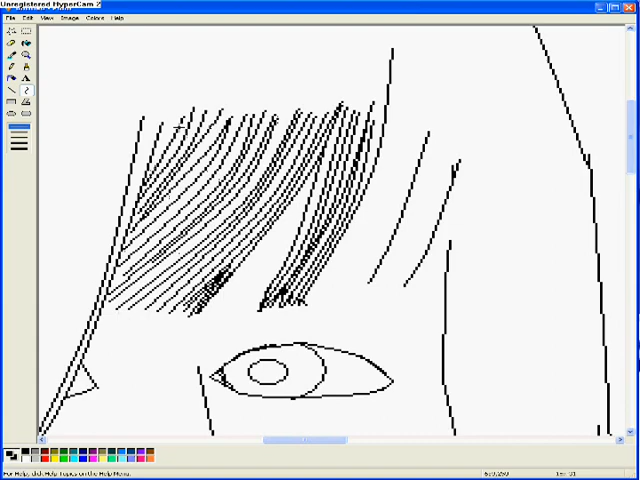 Unregistered HyperCam 2
File Edit View Image Colors Help
For Help, click Help Topics on the Help Menu.